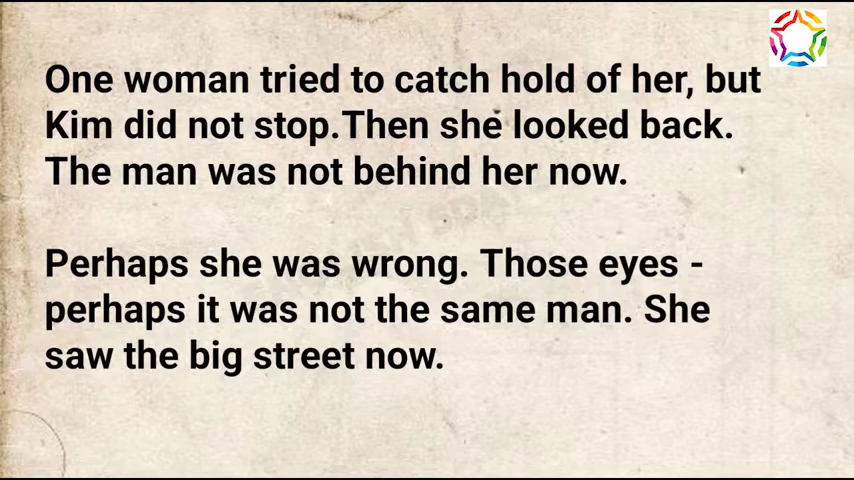 One woman tried to catch hold of her, but
Kim did not stop.Then she looked back.
The man was not behind her now.
Perhaps she was wrong. Those eyes -
perhaps it was not the same man. She
saw the big street now.